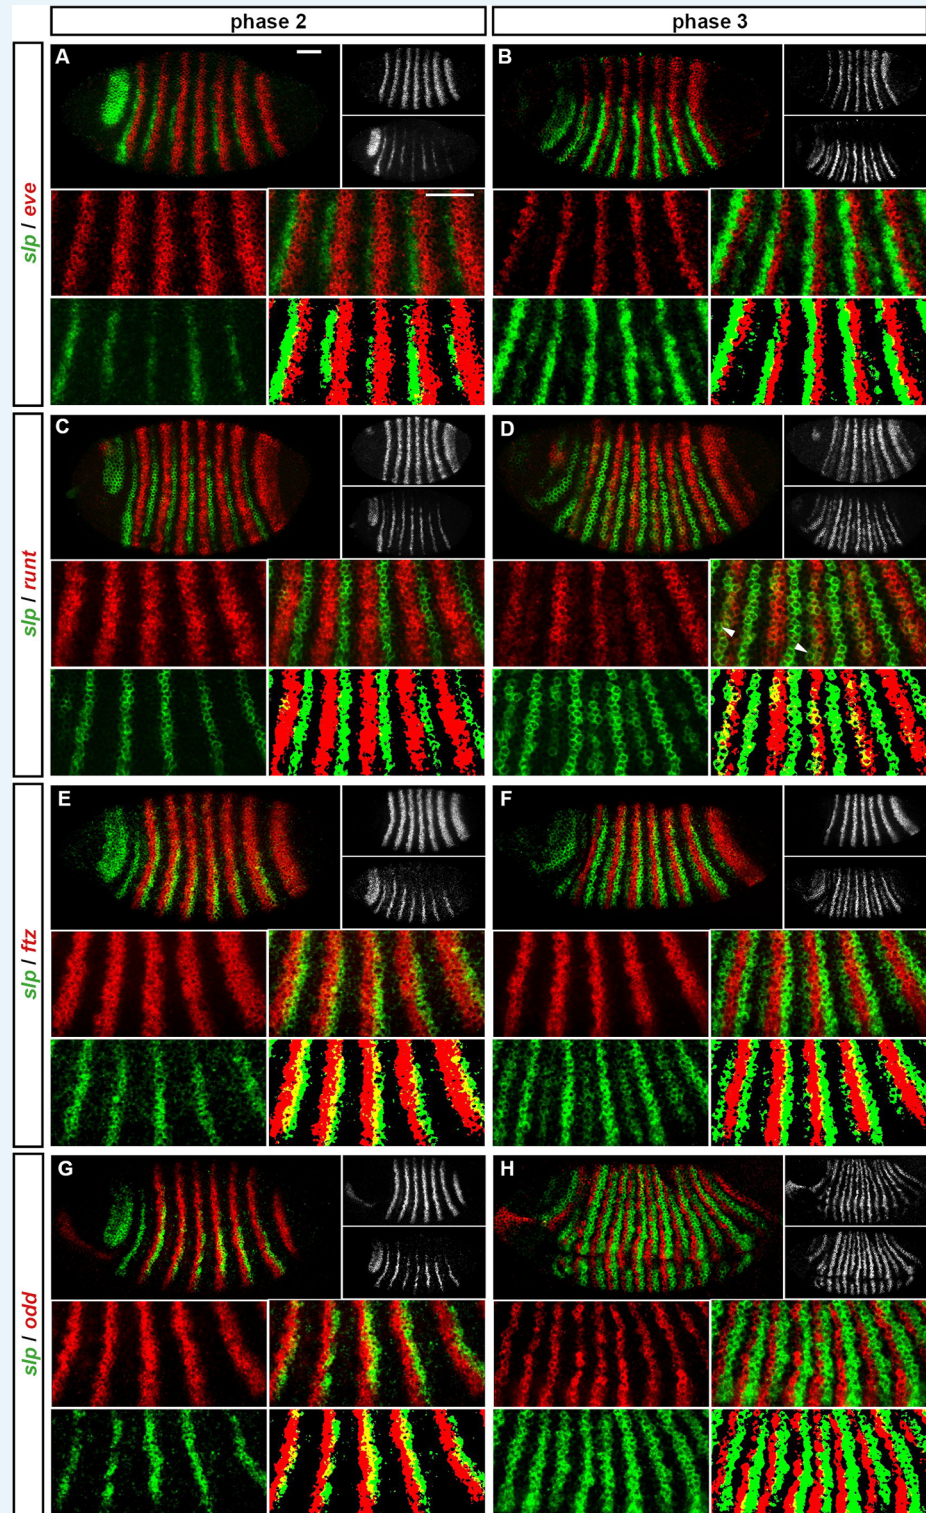 phase 2
phase 3
slp / eve
A
B
slp / runt
C
D
slp / ftz
E
F
slp / odd
G
H